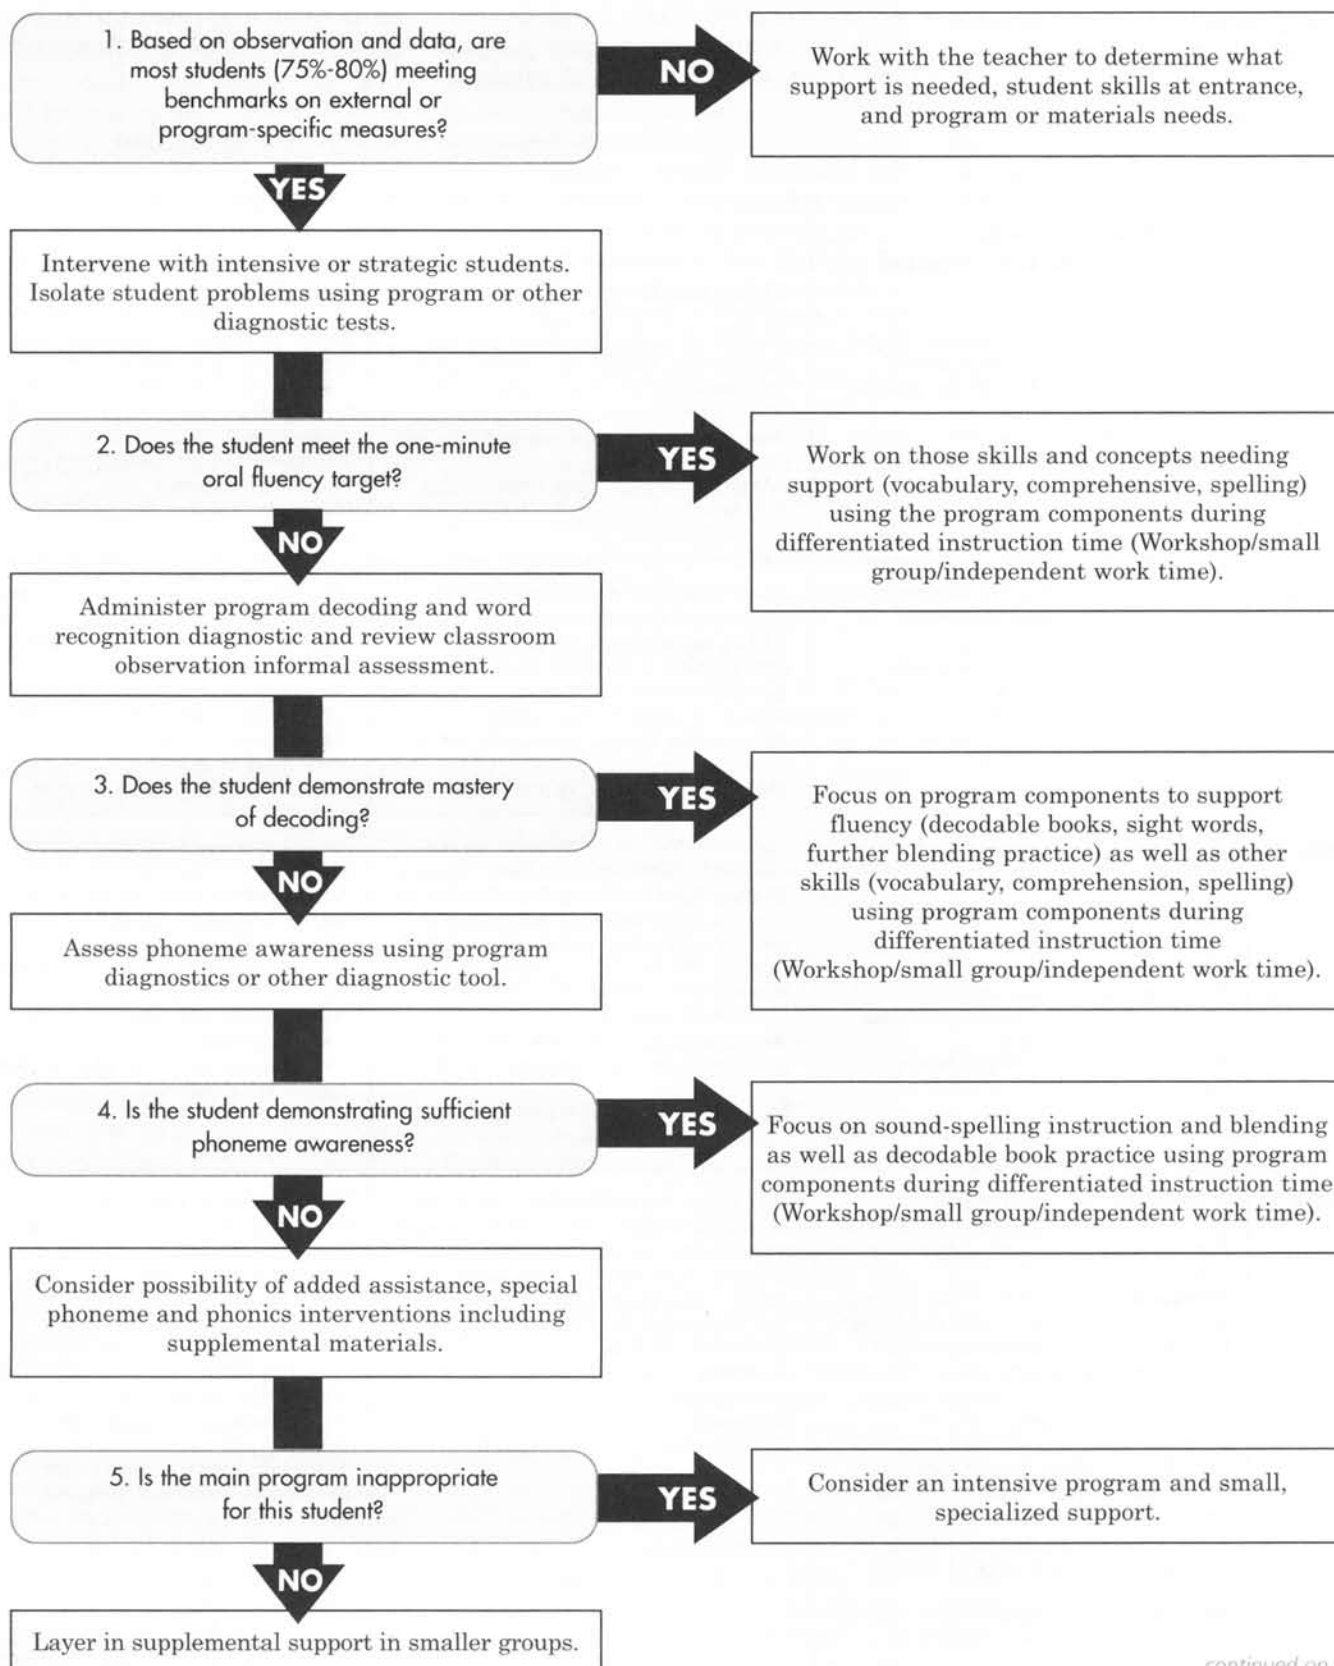 1. Based on observation and data, are
most students (75%-80%) meeting
benchmarks on external or
program-specific measures?
NO
Work with the teacher to determine what
support is needed, student skills at entrance,
and program or materials needs.
YES
Intervene with intensive or strategic students.
Isolate student problems using program or other
diagnostic tests.
2. Does the student meet the one-minute
oral fluency target?
YES
Work on those skills and concepts needing
support (vocabulary, comprehensive, spelling)
using the program components during
differentiated instruction time (Workshop/small
group/independent work time).
NO
Administer program decoding and word
recognition diagnostic and review classroom
observation informal assessment.
3. Does the student demonstrate mastery
of decoding?
YES
Focus on program components to support
fluency (decodable books, sight words,
further blending practice) as well as other
skills (vocabulary, comprehension, spelling)
using program components during
differentiated instruction time
(Workshop/small group/independent work time).
NO
Assess phoneme awareness using program
diagnostics or other diagnostic tool.
4. Is the student demonstrating sufficient
phoneme awareness?
YES
Focus on sound-spelling instruction and blending
as well as decodable book practice using program
components during differentiated instruction time
(Workshop/small group/independent work time).
NO
Consider possibility of added assistance, special
phoneme and phonics interventions including
supplemental materials.
5. Is the main program inappropriate
for this student?
YES
Consider an intensive program and small,
specialized support.
NO
Layer in supplemental support in smaller groups.
continued on